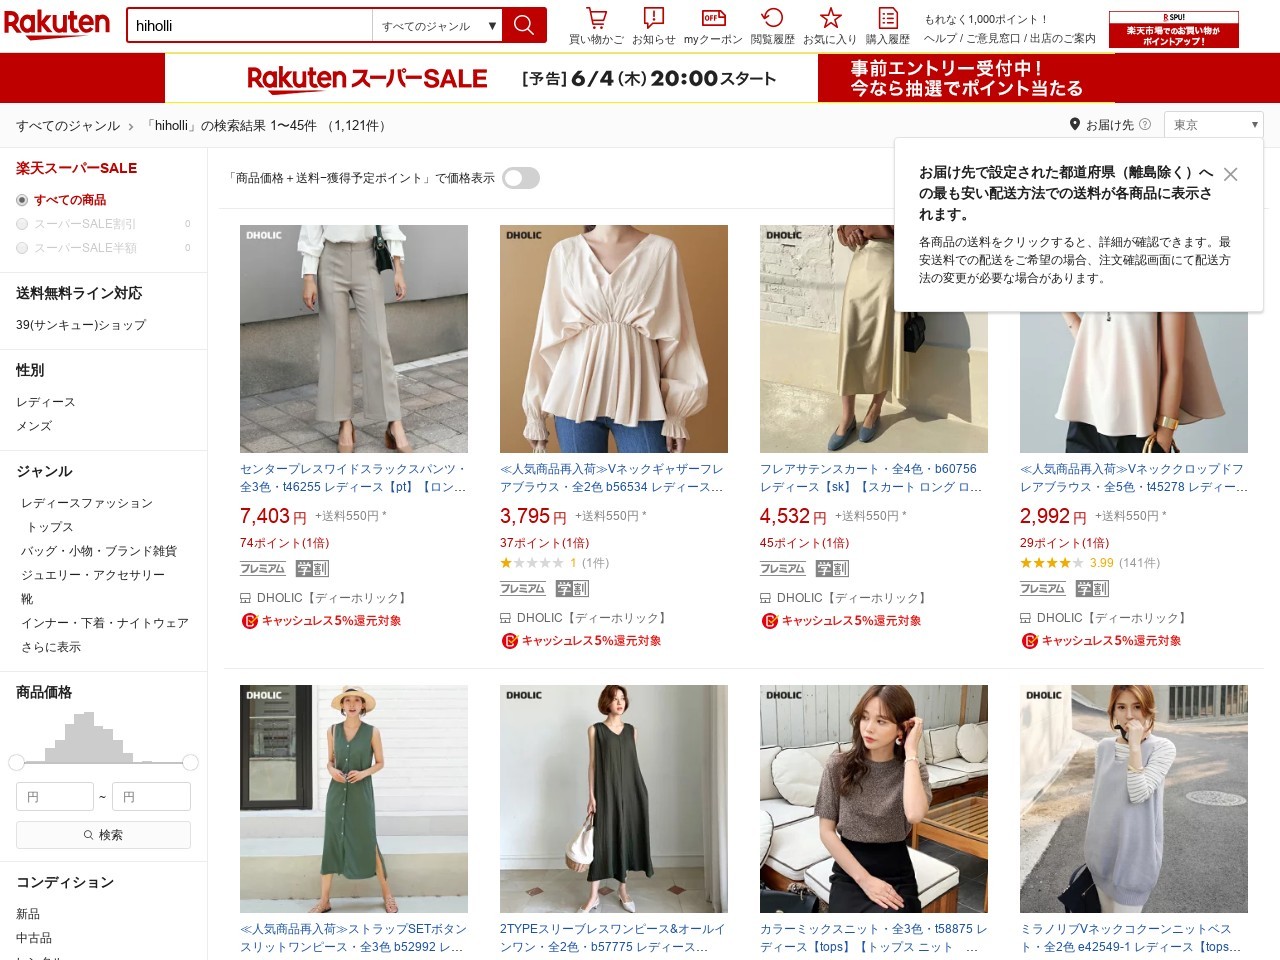 Rakuten
hiholli
すべてのジャンル
買い物かご
お知らせ
myクーポン
閲覧履歴
お気に入り
購入履歴
もれなく1,000ポイント！
ヘルプ / ご意見窓口 / 出店のご案内
SPU!
楽天市場でのお買い物が
ポイントアップ！
Rakuten スーパーSALE
［予告］6/4（木）20:00スタート
事前エントリー受付中！
今なら抽選でポイント当たる
すべてのジャンル
「hiholli」の検索結果 1〜45件 （1,121件）
お届け先
東京
お届け先で設定された都道府県（離島除く）へ
の最も安い配送方法での送料が各商品に表示さ
れます。
各商品の送料をクリックすると、詳細が確認できます。最
安送料での配送をご希望の場合、注文確認画面にて配送方
法の変更が必要な場合があります。
楽天スーパーSALE
すべての商品
スーパーSALE割引 0
スーパーSALE半額 0
送料無料ライン対応
39(サンキュー)ショップ
性別
レディース
メンズ
ジャンル
レディースファッション
トップス
バッグ・小物・ブランド雑貨
ジュエリー・アクセサリー
靴
インナー・下着・ナイトウェア
さらに表示
商品価格
円 ~ 円
検索
コンディション
新品
中古品
「商品価格＋送料−獲得予定ポイント」で価格表示
DHOLIC
DHOLIC
DHOLIC
センタープレスワイドスラックスパンツ・
全3色・t46255 レディース【pt】【ロン...
7,403 円 +送料550円 *
74ポイント(1倍)
プレミアム 学割
DHOLIC【ディーホリック】
キャッシュレス5%還元対象
≪人気商品再入荷≫Vネックギャザーフレ
アブラウス・全2色 b56534 レディース...
3,795 円 +送料550円 *
37ポイント(1倍)
1 (1件)
プレミアム 学割
DHOLIC【ディーホリック】
キャッシュレス5%還元対象
フレアサテンスカート・全4色・b60756
レディース【sk】【スカート ロング ロ...
4,532 円 +送料550円 *
45ポイント(1倍)
プレミアム 学割
DHOLIC【ディーホリック】
キャッシュレス5%還元対象
≪人気商品再入荷≫Vネッククロップドフ
レアブラウス・全5色・t45278 レディー...
2,992 円 +送料550円 *
29ポイント(1倍)
3.99 (141件)
プレミアム 学割
DHOLIC【ディーホリック】
キャッシュレス5%還元対象
DHOLIC
DHOLIC
DHOLIC
DHOLIC
≪人気商品再入荷≫ストラップSETボタン
スリットワンピース・全3色 b52992 レ...
2TYPEスリーブレスワンピース&オールイ
ンワン・全2色・b57775 レディース...
カラーミックスニット・全3色・t58875 レ
ディース【tops】【トップス ニット ...
ミラノリブVネックコクーンニットベス
ト・全2色 e42549-1 レディース【tops...